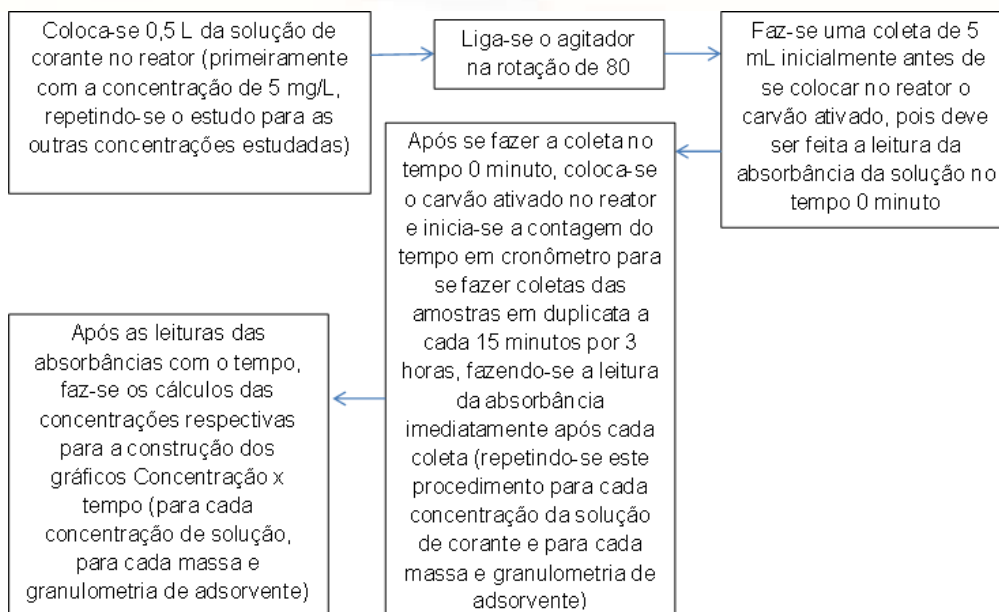 Coloca-se 0,5 L da solução de
corante no reator (primeiramente
com a concentração de 5 mg/L,
repetindo-se o estudo para as
outras concentrações estudadas)
Liga-se o agitador
na rotação de 80
Faz-se uma coleta de 5
mL inicialmente antes de
se colocar no reator o
carvão ativado, pois deve
ser feita a leitura da
absorbância da solução no
tempo 0 minuto
Após se fazer a coleta no
tempo 0 minuto, coloca-se
o carvão ativado no reator
e inicia-se a contagem do
tempo em cronômetro para
se fazer coletas das
amostras em duplicata a
cada 15 minutos por 3
horas, fazendo-se a leitura
da absorbância
imediatamente após cada
coleta (repetindo-se este
procedimento para cada
concentração da solução
de corante e para cada
massa e granulometria de
adsorvente)
Após as leituras das
absorbâncias com o tempo,
faz-se os cálculos das
concentrações respectivas
para a construção dos
gráficos Concentração x
tempo (para cada
concentração de solução,
para cada massa e
granulometria de adsorvente)